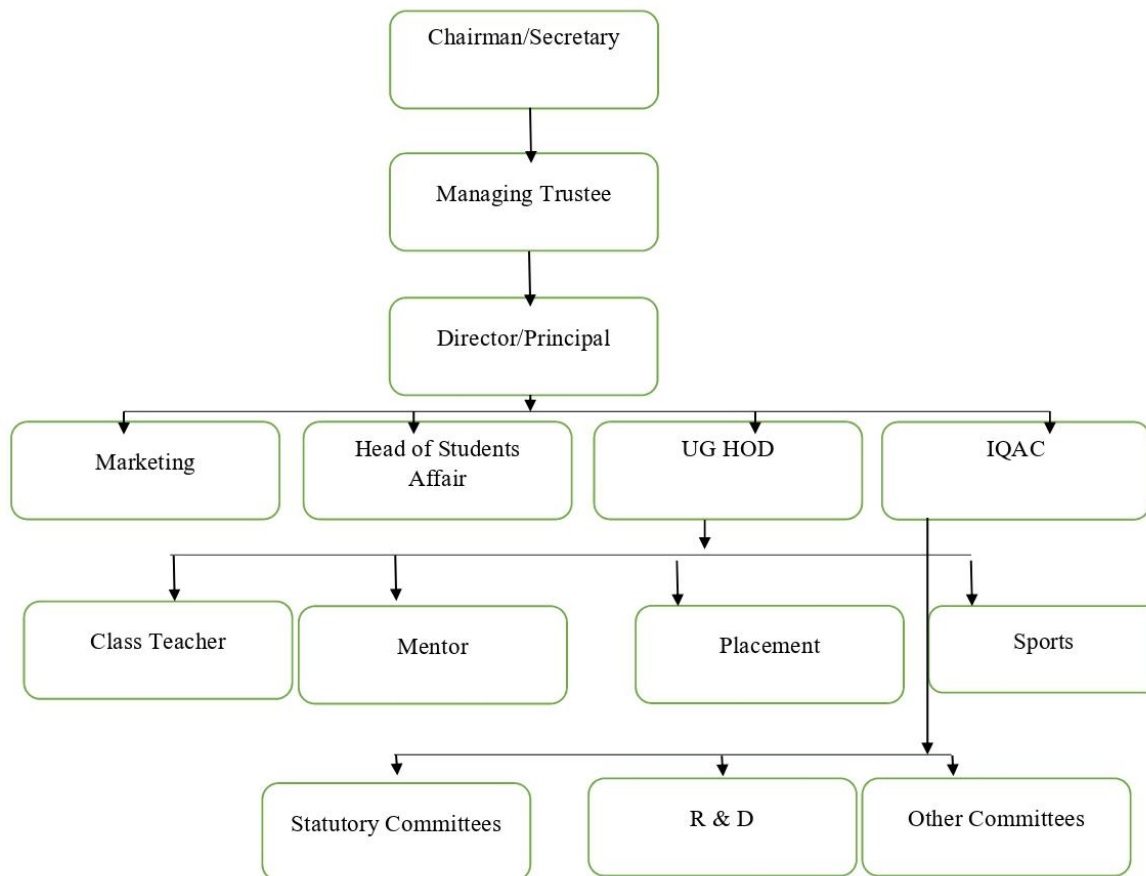 Chairman/Secretary
Managing Trustee
Director/Principal
Marketing
Head of Students
Affair
UG HOD
IQAC
Class Teacher
Mentor
Placement
Sports
Statutory Committees
R & D
Other Committees